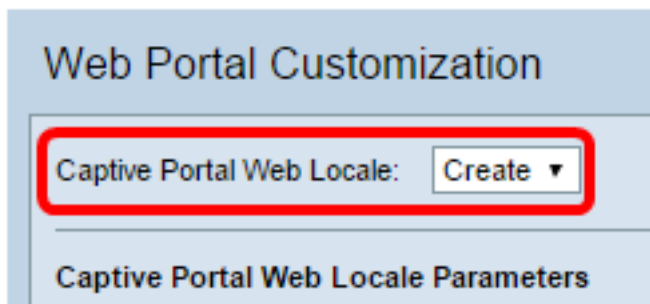 Web Portal Customization
Captive Portal Web Locale: Create ▼
Captive Portal Web Locale Parameters